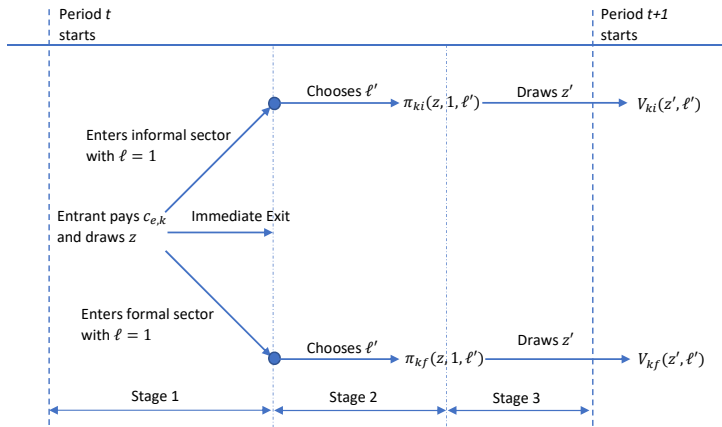 Period t
starts
Period t+1
starts
Chooses ℓ′
π_{ki}(z, 1, ℓ′)
Draws z′
V_{ki}(z′, ℓ′)
Enters informal sector
with ℓ = 1
Entrant pays c_{e,k}
and draws z
Immediate Exit
Enters formal sector
with ℓ = 1
Chooses ℓ′
π_{kf}(z, 1, ℓ′)
Draws z′
V_{kf}(z′, ℓ′)
Stage 1
Stage 2
Stage 3